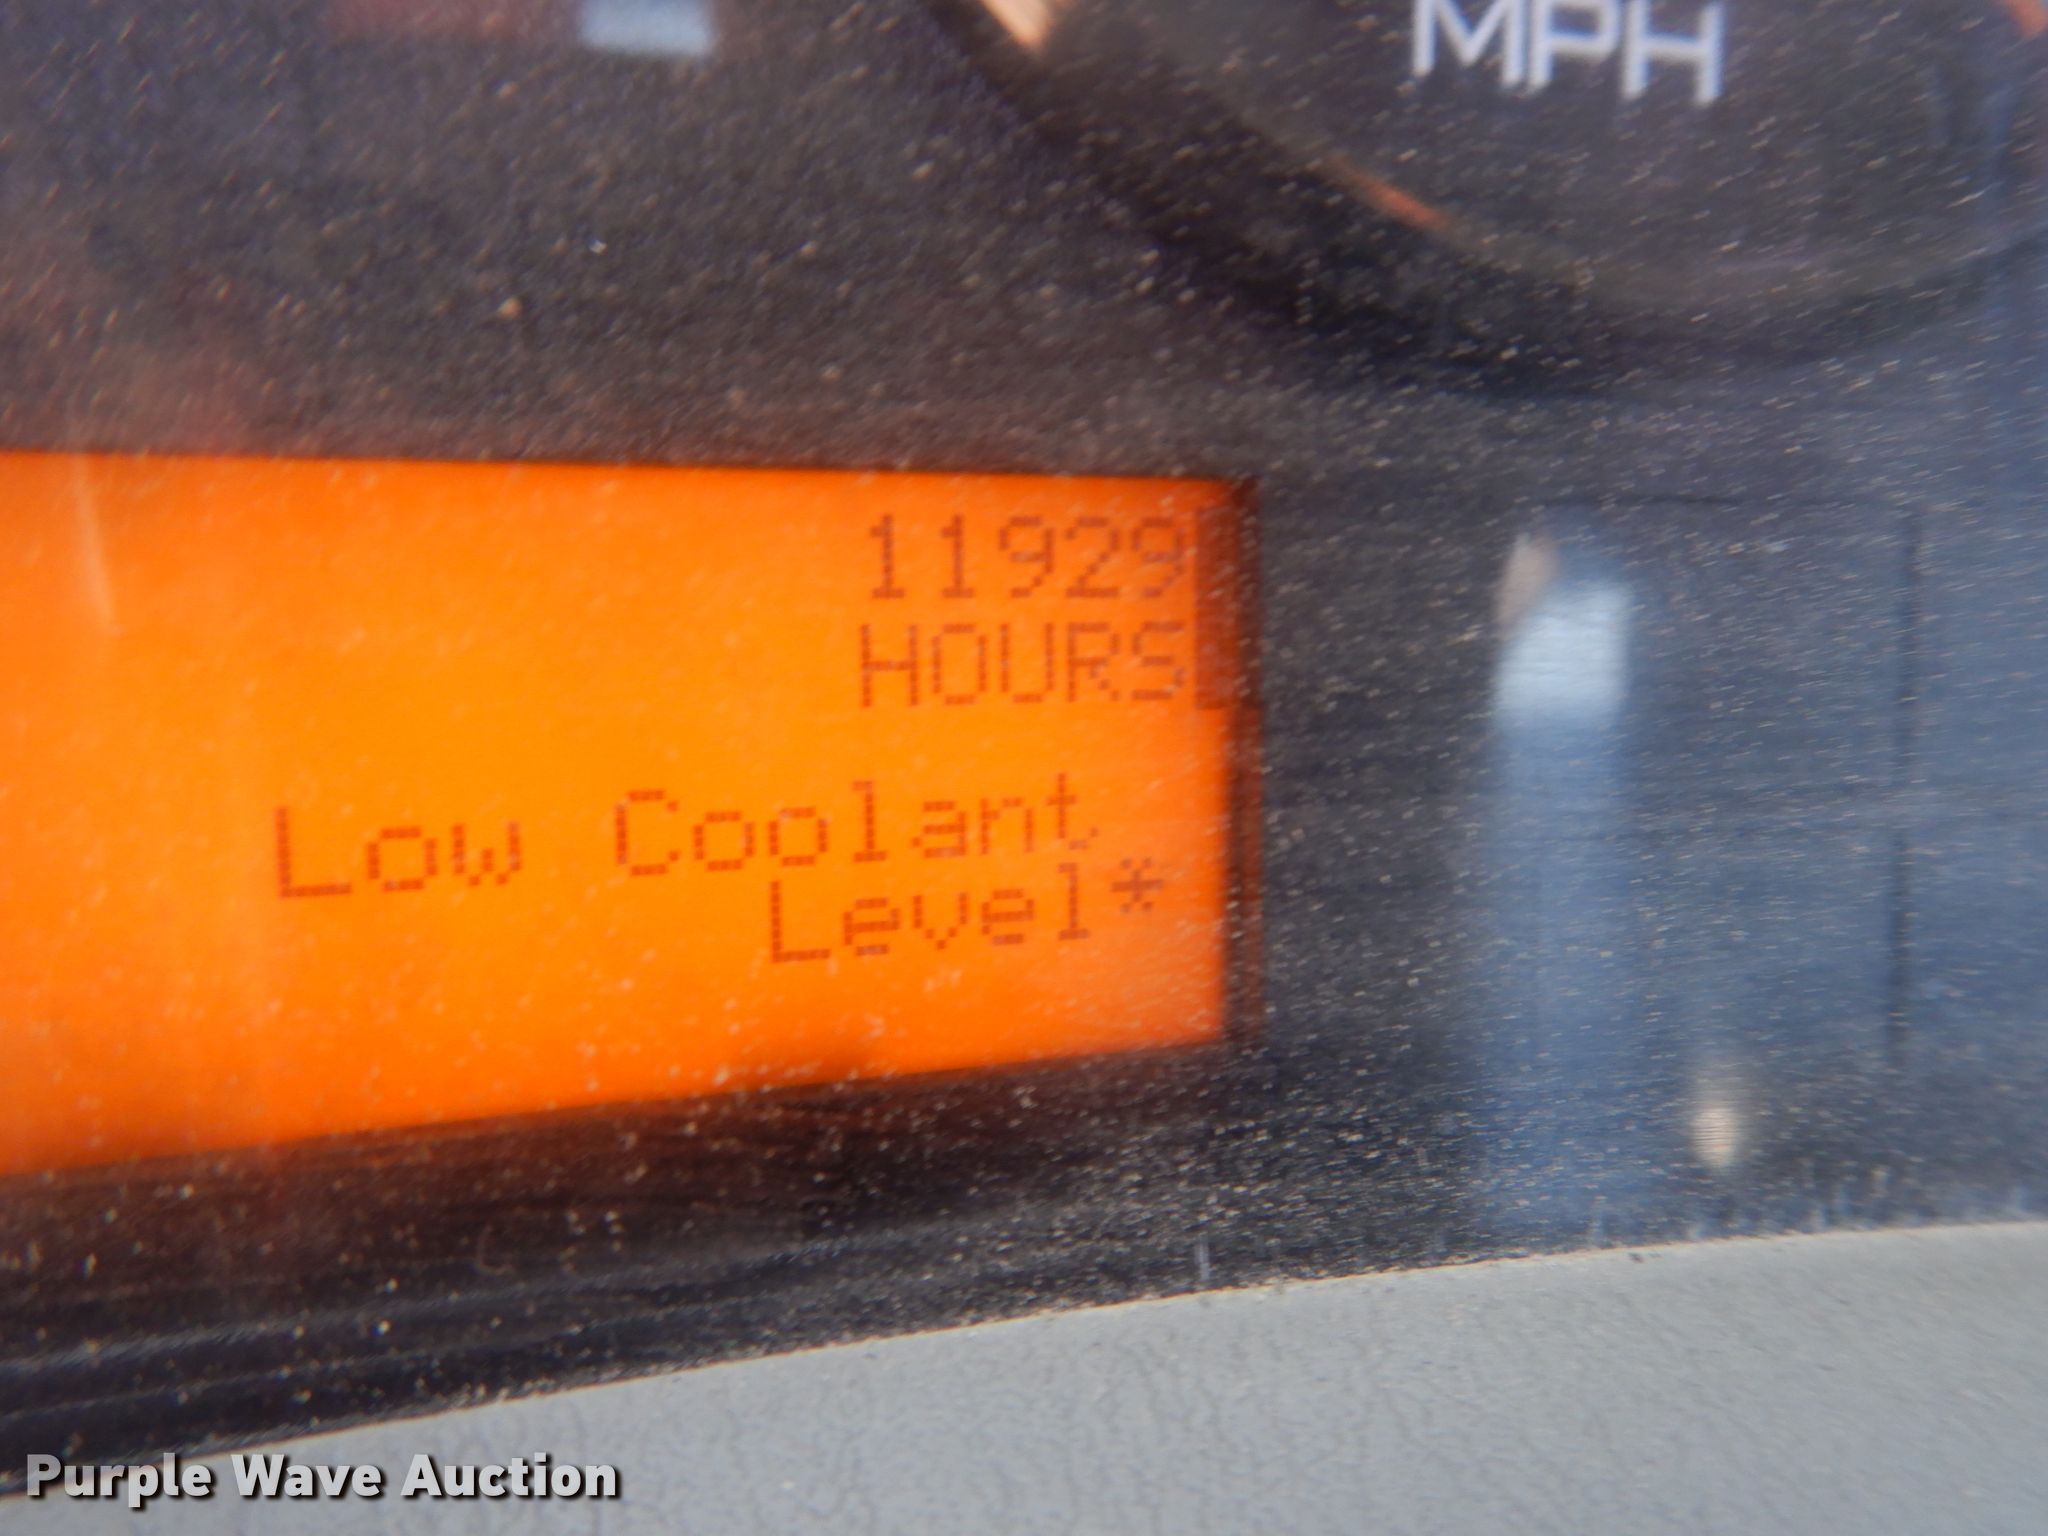 MPH
11929
HOURS
Low Coolant
Level*
Purple Wave Auction